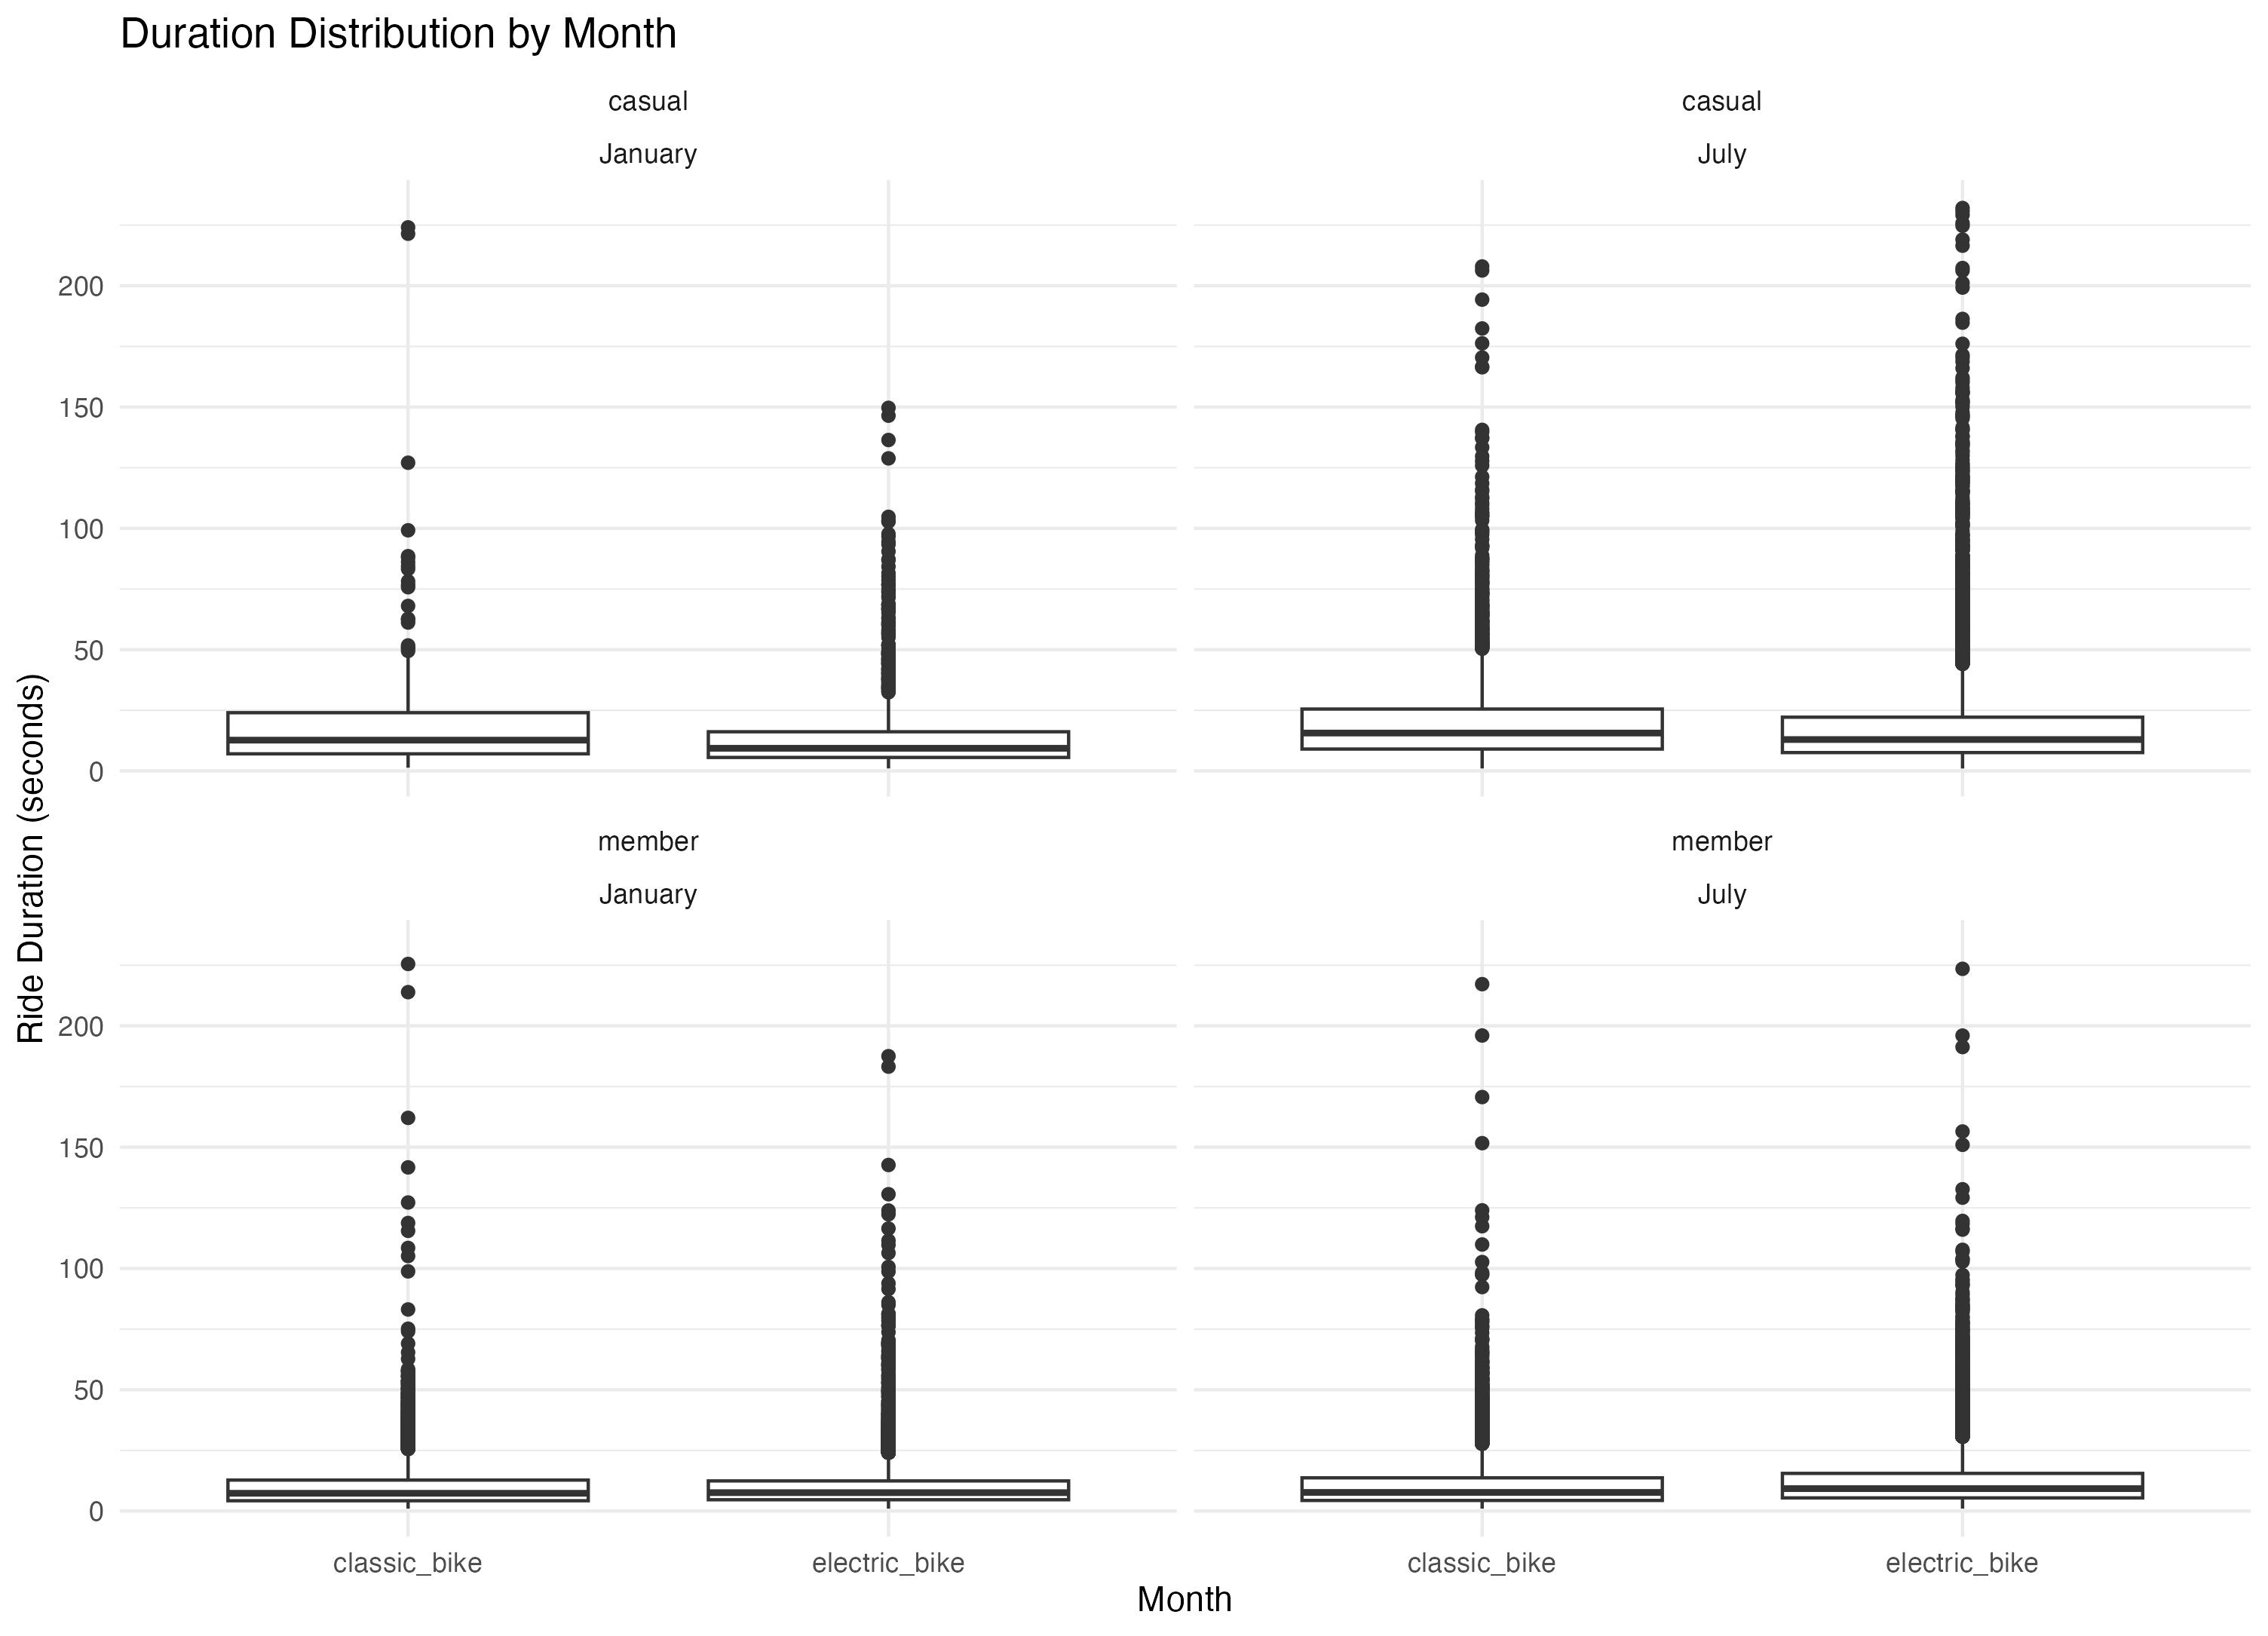 Duration Distribution by Month
casual
casual
January
July
200
150
100
50
0
member
member
January
July
200
150
100
50
0
Ride Duration (seconds)
classic_bike
electric_bike
classic_bike
electric_bike
Month